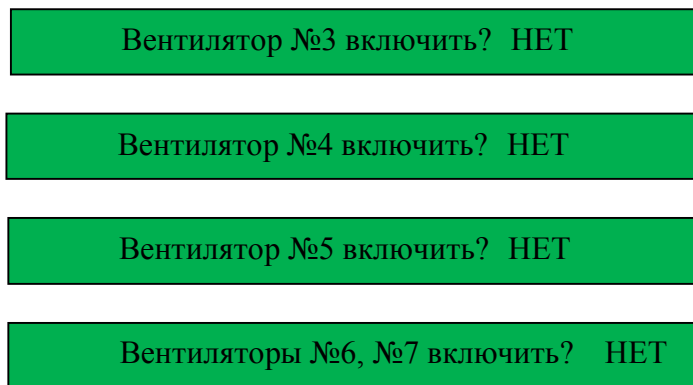 Вентилятор №3 включить? НЕТ
Вентилятор №4 включить? НЕТ
Вентилятор №5 включить? НЕТ
Вентиляторы №6, №7 включить? НЕТ